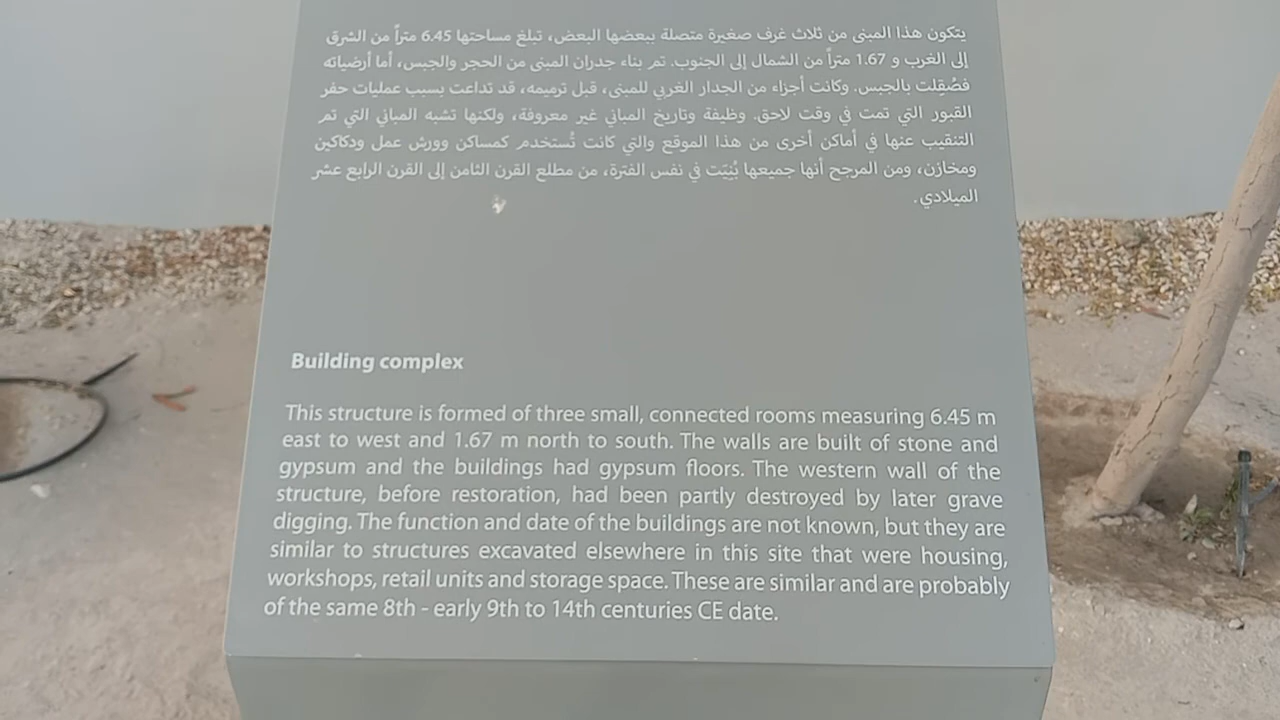 يتكون هذا المبنى من ثلاث غرف صغيرة متصلة ببعضها البعض، تبلغ مساحتها 6.45 متراً من الشرق
إلى الغرب و 1.67 متراً من الشمال إلى الجنوب. تم بناء جدران المبنى من الحجر والجبس، أما أرضياته
فصُقِلت بالجبس. وكانت أجزاء من الجدار الغربي للمبنى، قبل ترميمه، قد تداعت بسبب عمليات حفر
القبور التي تمت في وقت لاحق. وظيفة وتاريخ المباني غير معروفة، ولكنها تشبه المباني التي تم
التنقيب عنها في أماكن أخرى من هذا الموقع والتي كانت تُستخدم كمساكن وورش عمل ودكاكين
ومخازن، ومن المرجح أنها جميعها بُنِيَت في نفس الفترة، من مطلع القرن الثامن إلى القرن الرابع عشر
الميلادي.
Building complex
This structure is formed of three small, connected rooms measuring 6.45 m
east to west and 1.67 m north to south. The walls are built of stone and
gypsum and the buildings had gypsum floors. The western wall of the
structure, before restoration, had been partly destroyed by later grave
digging. The function and date of the buildings are not known, but they are
similar to structures excavated elsewhere in this site that were housing,
workshops, retail units and storage space. These are similar and are probably
of the same 8th - early 9th to 14th centuries CE date.